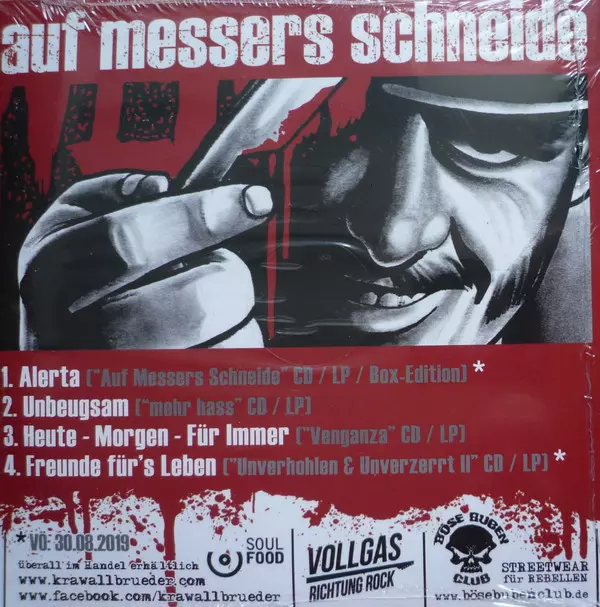 auf messers schneide
1. Alerta ("Auf Messers Schneide" CD / LP / Box-Edition) *
2. Unbeugsam ("mehr hass" CD / LP)
3. Heute - Morgen - Für Immer ("Venganza" CD / LP)
4. Freunde für's Leben ("Unverhohlen & Unverzerrt II" CD / LP) *
* VÖ: 30.08.2019
überall im Handel erhältlich
www.krawallbrueder.com
www.facebook.com/krawallbrueder
SOUL
FOOD
VOLLGAS
RICHTUNG ROCK
BÖSE BUBEN
CLUB
STREETWEAR
für REBELLEN
www.bösebubenclub.de